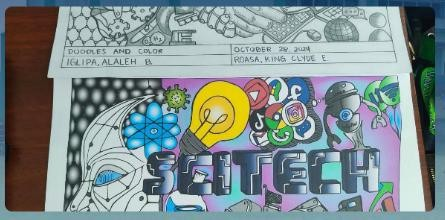 DOODLES AND COLOR
OCTOBER 28, 2024
IGLIPA, ALALEH B.
ROASA, KING CLYDE E.
SCITECH